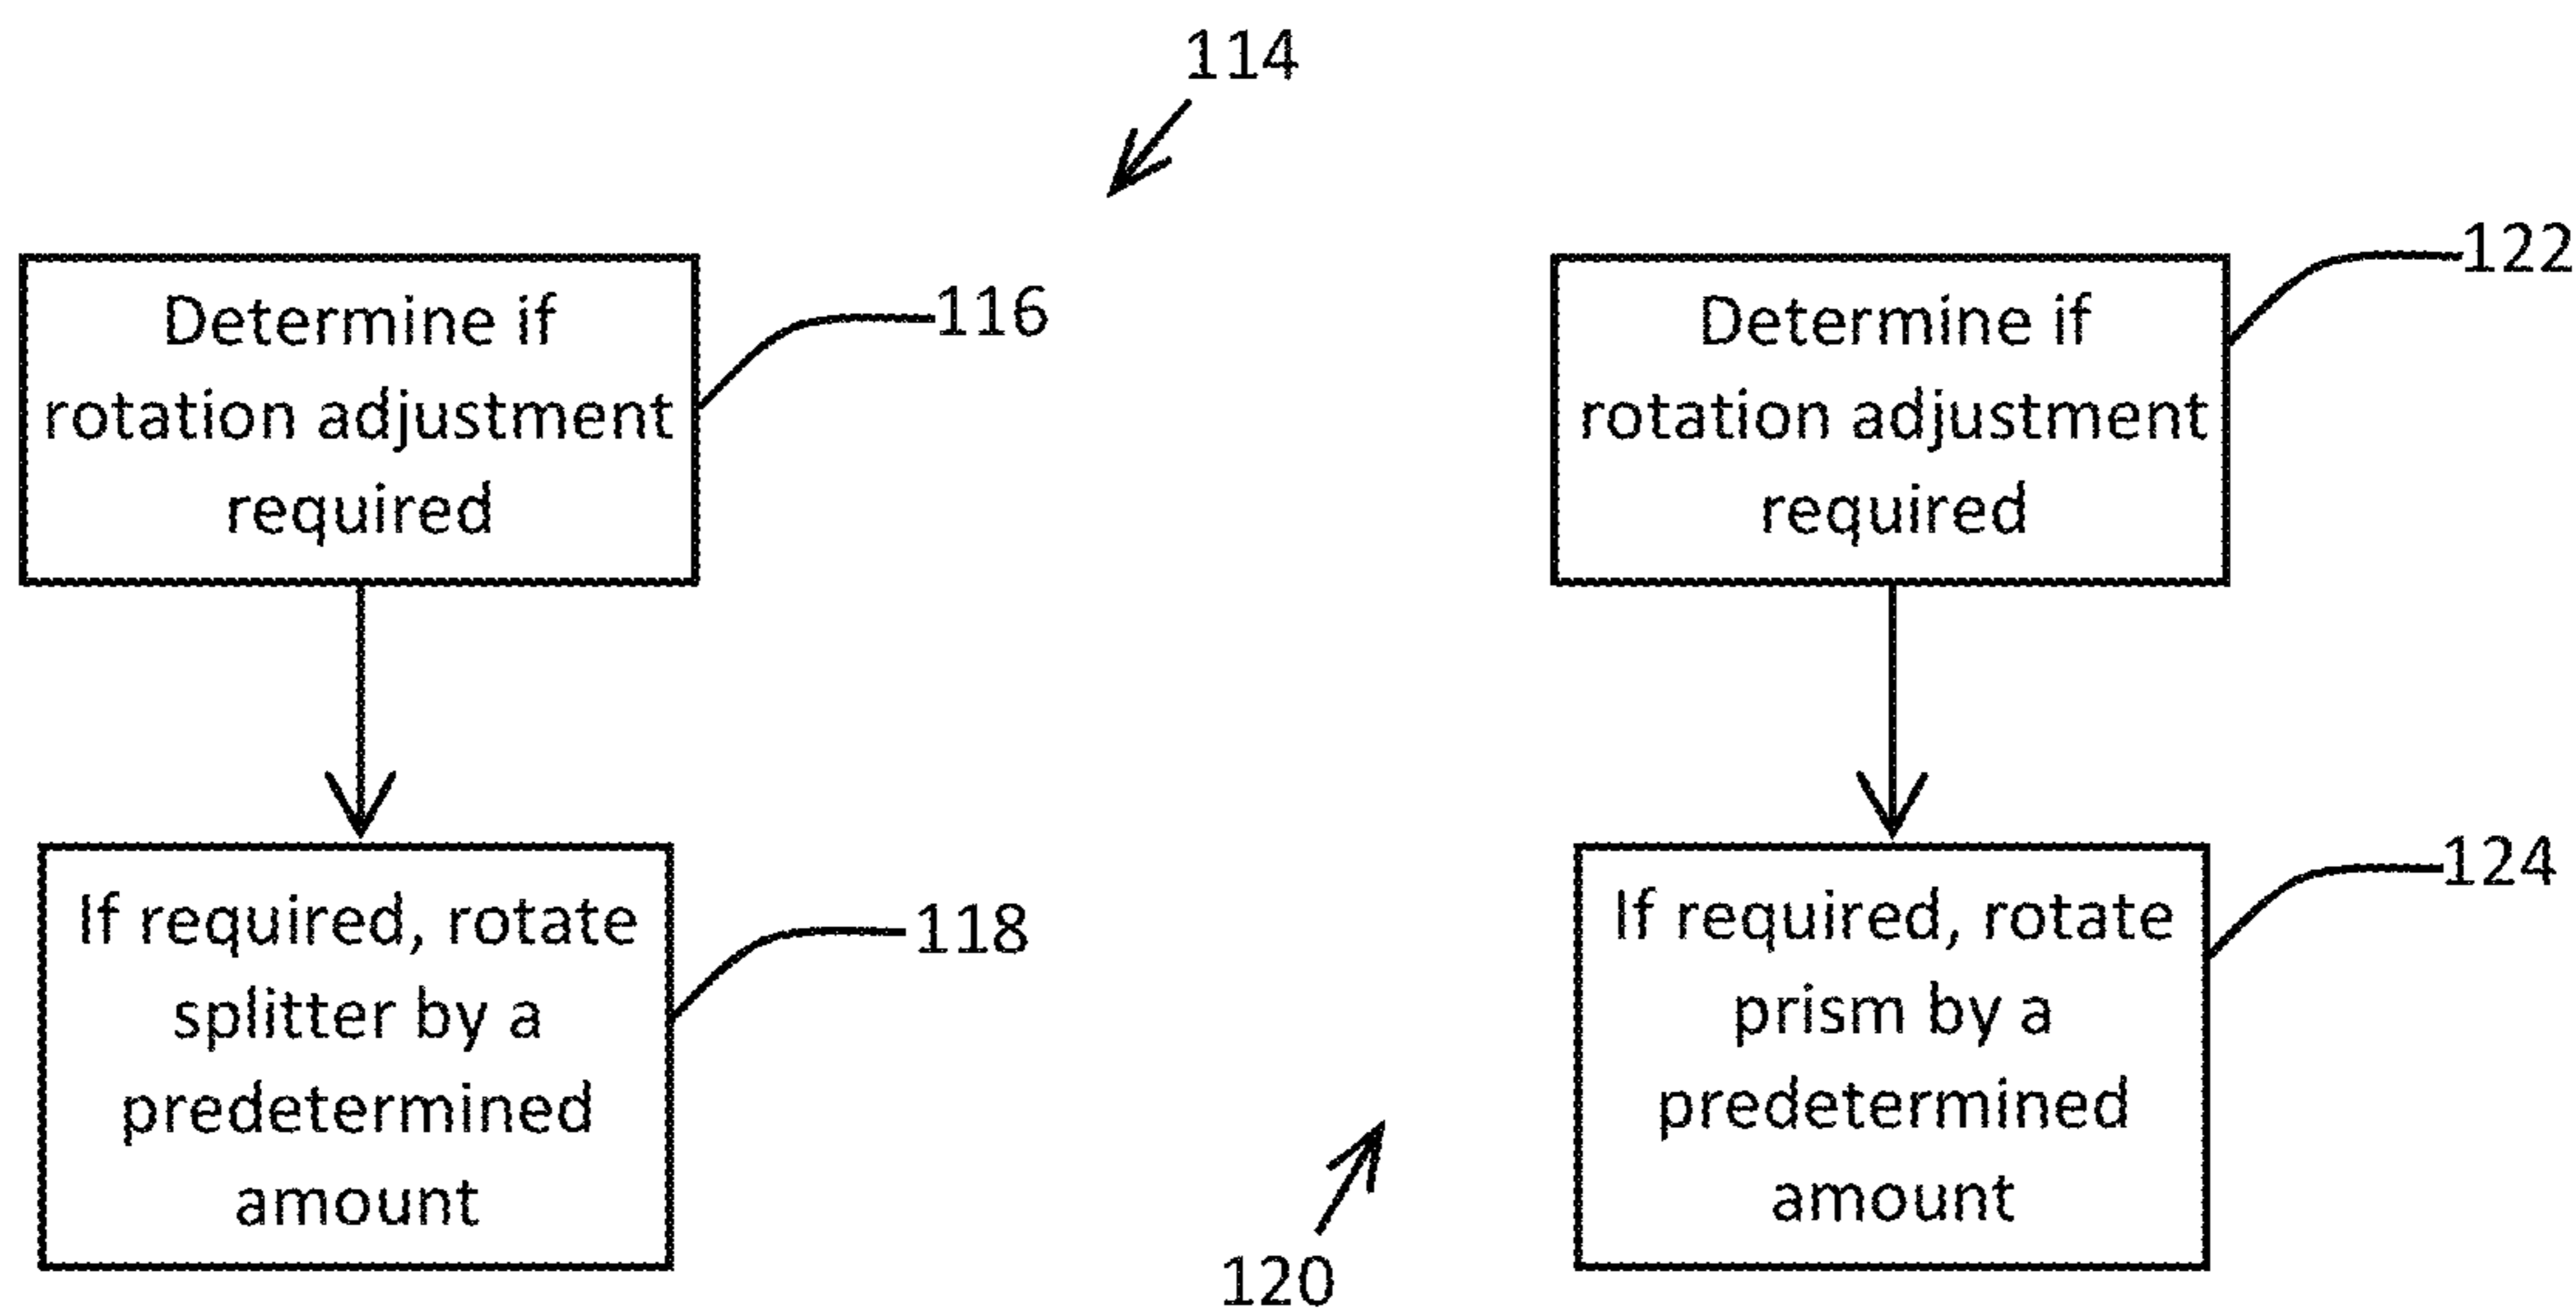 114
Determine if
rotation adjustment
required
116
If required, rotate
splitter by a
predetermined
amount
118
Determine if
rotation adjustment
required
122
If required, rotate
prism by a
predetermined
amount
124
120